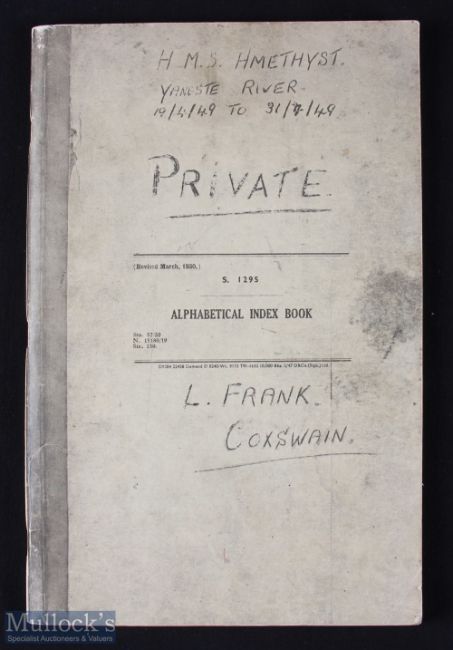 H M.S. AMETHYST.
YANGSTE RIVER.
19/4/49 TO 31/7/49
PRIVATE.
(Revised March, 1930.)
S. 1295
ALPHABETICAL INDEX BOOK
L. FRANK.
COXSWAIN.
Mullock's
Specialist Auctioneers & Valuers